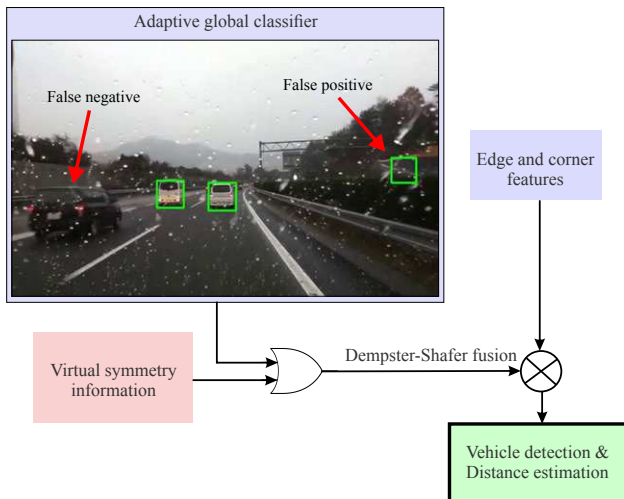 Adaptive global classifier
False negative
False positive
Edge and corner
features
Virtual symmetry
information
Dempster-Shafer fusion
Vehicle detection &
Distance estimation